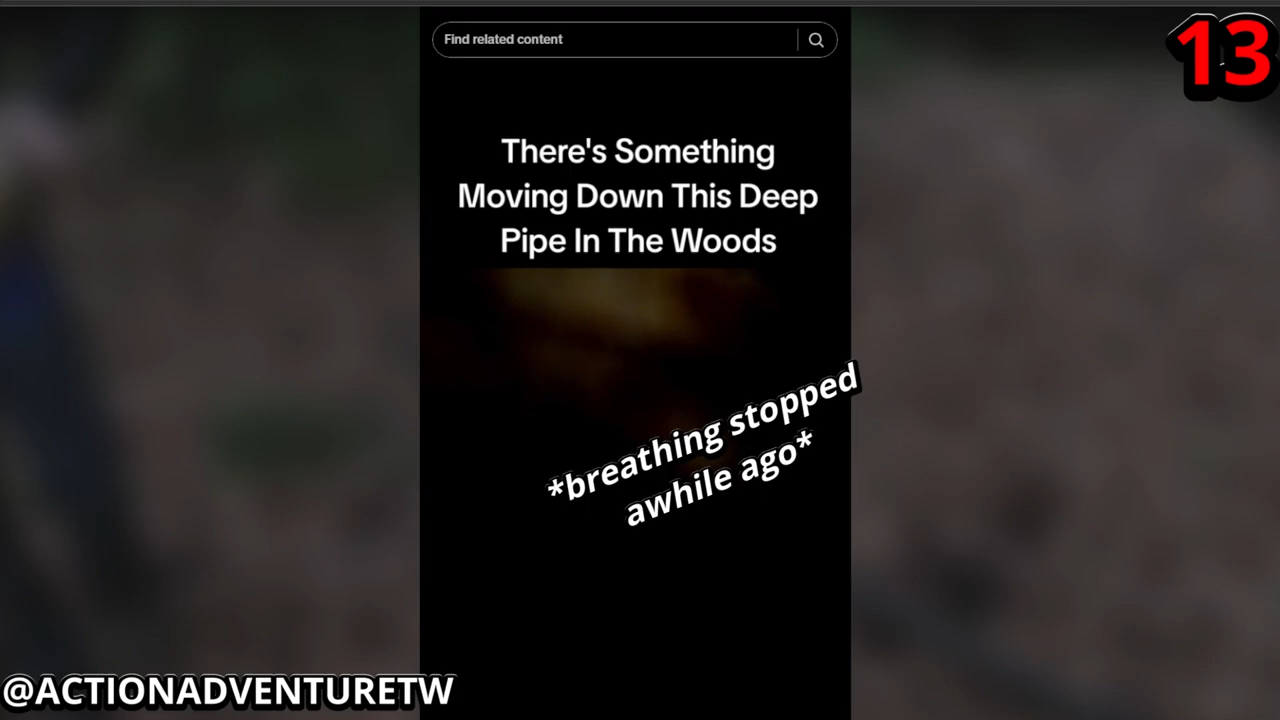 Find related content
13
There's Something
Moving Down This Deep
Pipe In The Woods
*breathing stopped
awhile ago*
@ACTIONADVENTURETW